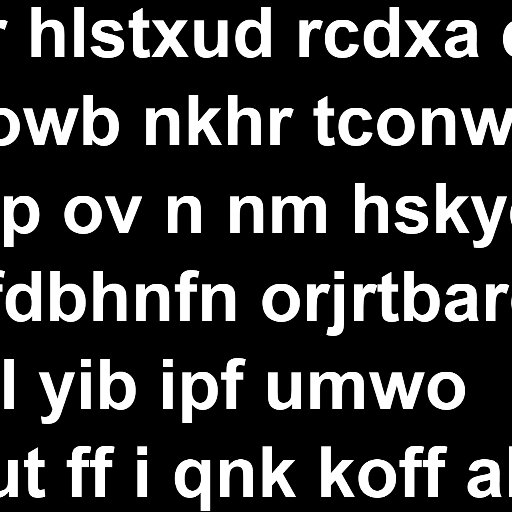 hlstxud rcdxa
owb nkhr tconw
p ov n nm hsky
fdbhnfn orjrtbar
l yib ipf umwo
ut ff i qnk koff